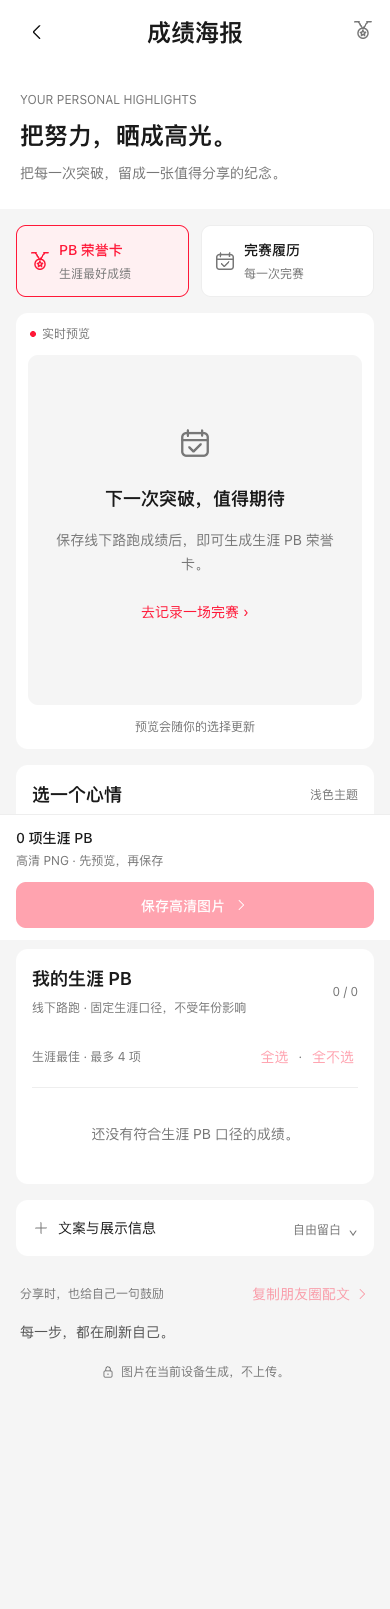 成绩海报
YOUR PERSONAL HIGHLIGHTS
把努力，晒成高光。
把每一次突破，留成一张值得分享的纪念。
PB 荣誉卡
生涯最好成绩
完赛履历
每一次完赛
实时预览
下一次突破，值得期待
保存线下路跑成绩后，即可生成生涯 PB 荣誉
卡。
去记录一场完赛 ›
预览会随你的选择更新
选一个心情
浅色主题
0 项生涯 PB
高清 PNG · 先预览，再保存
保存高清图片
我的生涯 PB
0 / 0
线下路跑 · 固定生涯口径，不受年份影响
生涯最佳 · 最多 4 项
全选 · 全不选
还没有符合生涯 PB 口径的成绩。
文案与展示信息
自由留白
分享时，也给自己一句鼓励
复制朋友圈配文
每一步，都在刷新自己。
图片在当前设备生成，不上传。